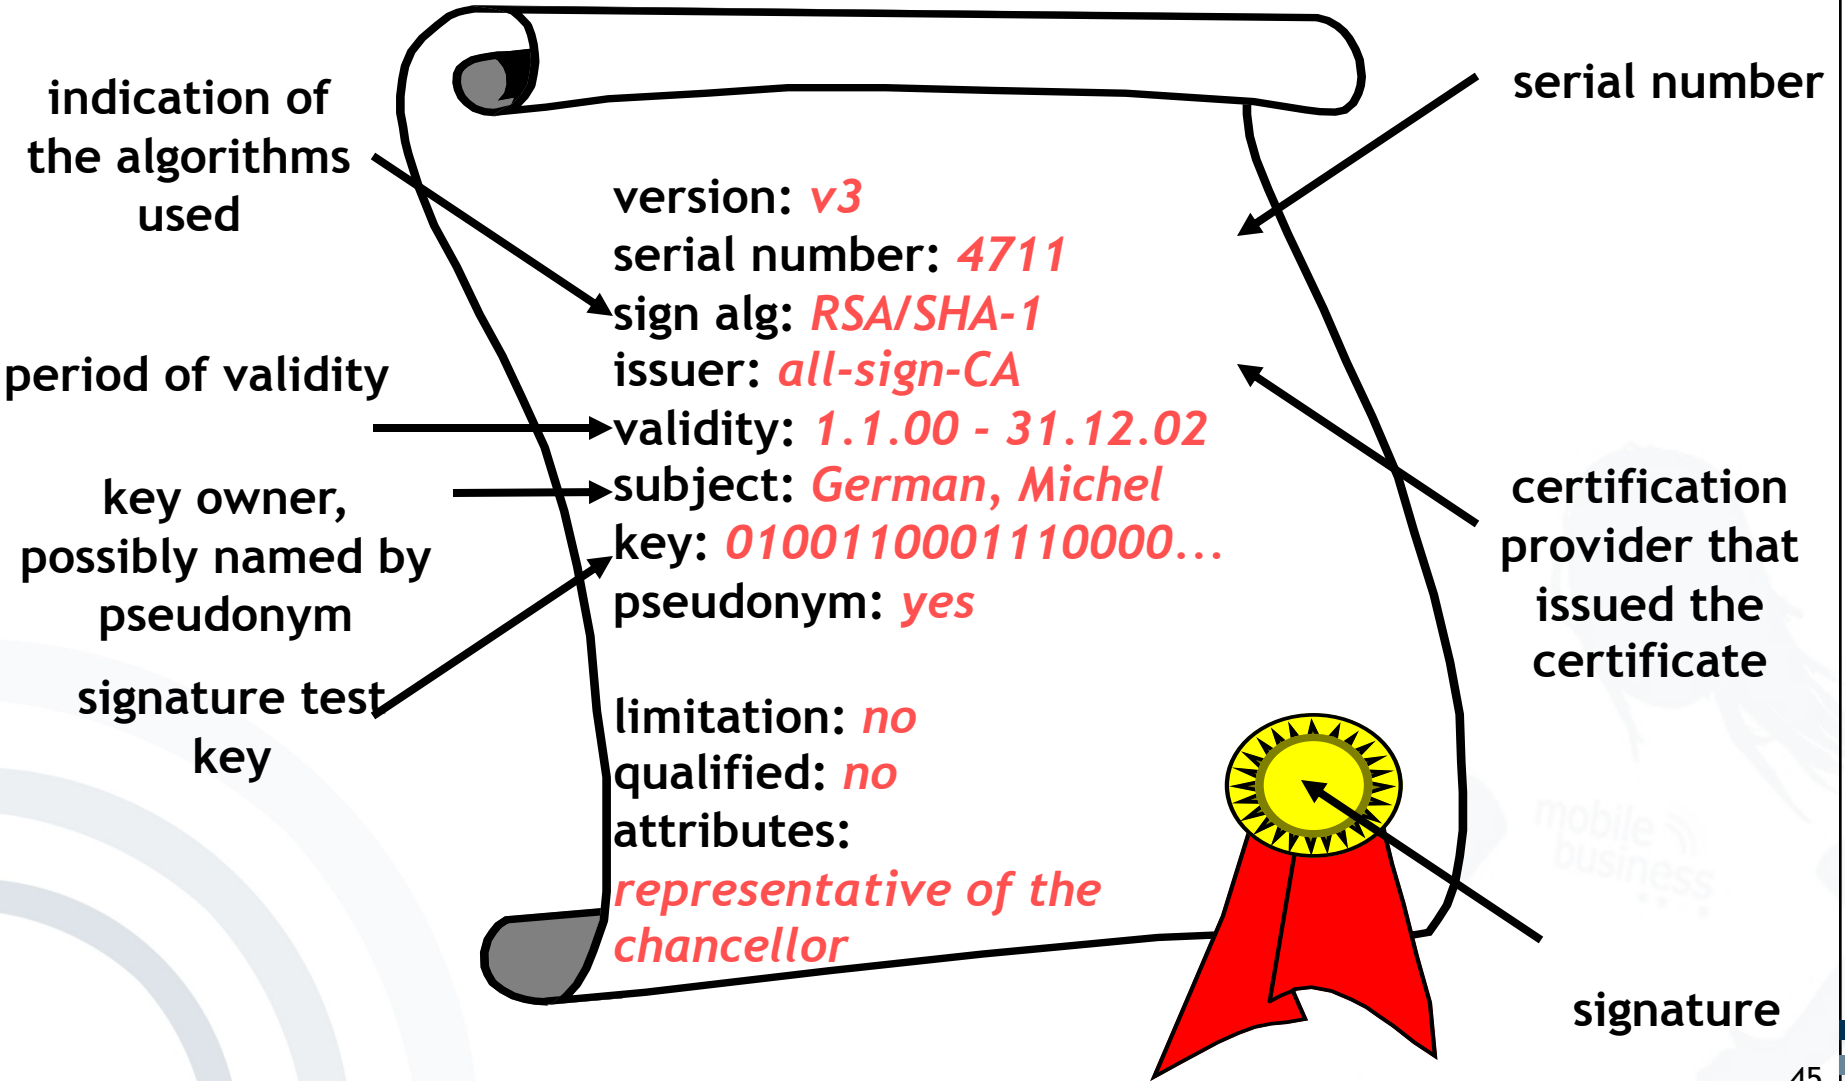 indication of
the algorithms
used
period of validity
key owner,
possibly named by
pseudonym
signature test
key
version: v3
serial number: 4711
sign alg: RSA/SHA-1
issuer: all-sign-CA
validity: 1.1.00 - 31.12.02
subject: German, Michel
key: 0100110001110000...
pseudonym: yes
limitation: no
qualified: no
attributes:
representative of the
chancellor
serial number
certification
provider that
issued the
certificate
mobile
business
signature
45